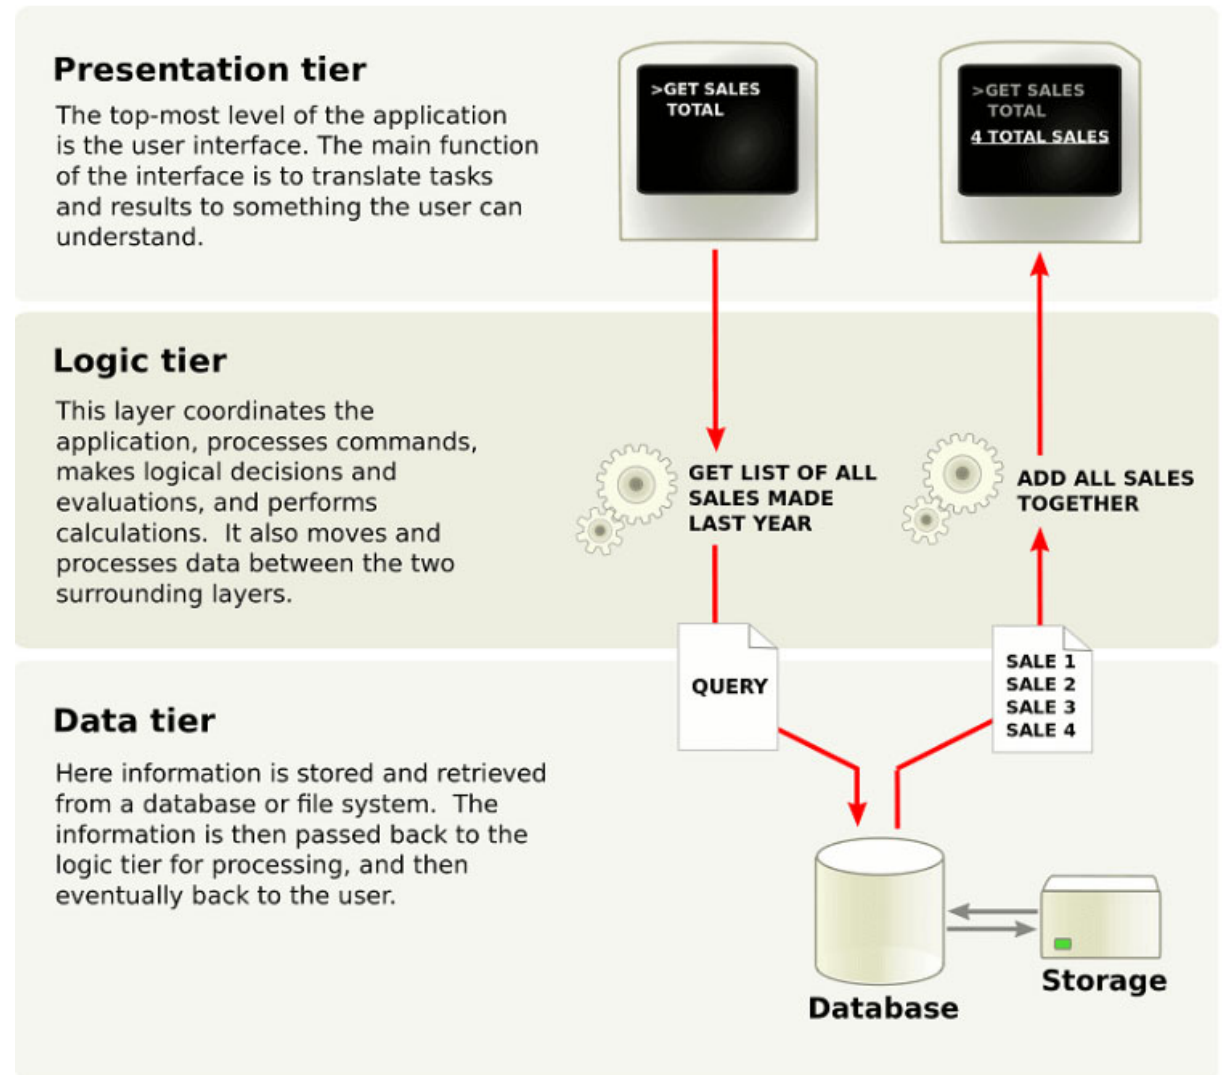 Presentation tier
The top-most level of the application
is the user interface. The main function
of the interface is to translate tasks
and results to something the user can
understand.
>GET SALES
TOTAL
>GET SALES
TOTAL
4 TOTAL SALES
Logic tier
This layer coordinates the
application, processes commands,
makes logical decisions and
evaluations, and performs
calculations.  It also moves and
processes data between the two
surrounding layers.
GET LIST OF ALL
SALES MADE
LAST YEAR
ADD ALL SALES
TOGETHER
QUERY
SALE 1
SALE 2
SALE 3
SALE 4
Data tier
Here information is stored and retrieved
from a database or file system.  The
information is then passed back to the
logic tier for processing, and then
eventually back to the user.
Database
Storage